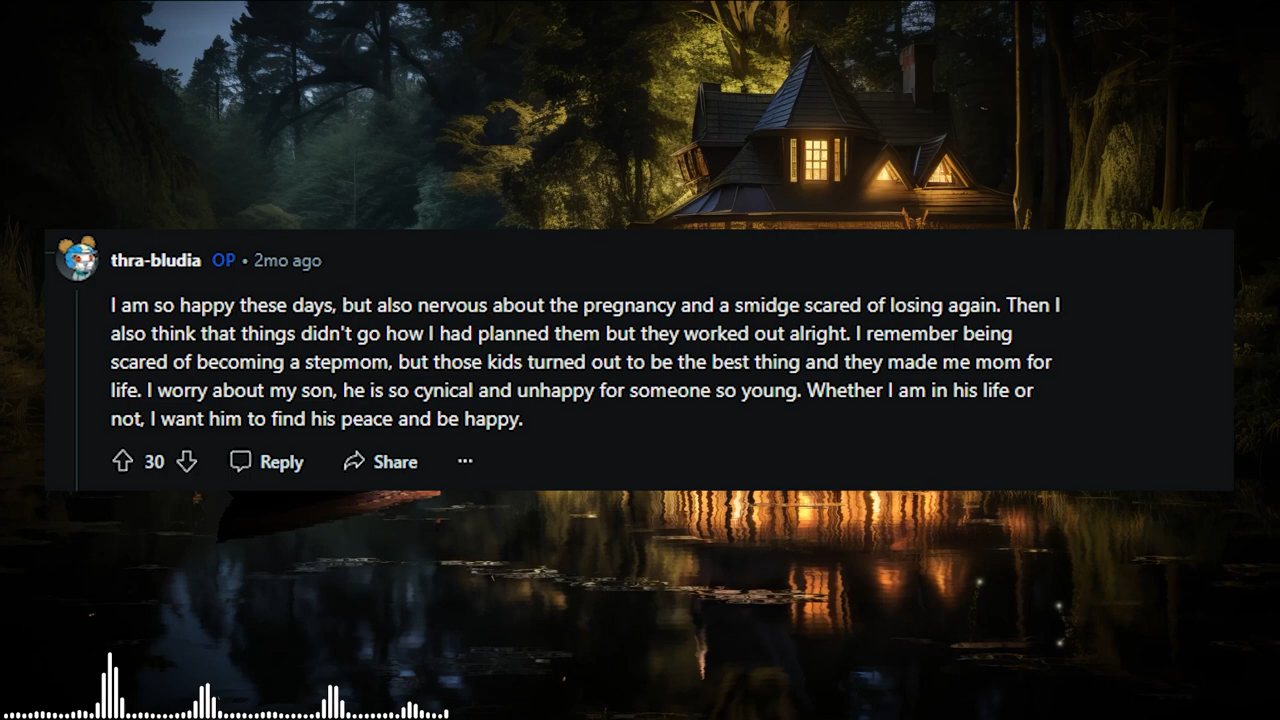 thra-bludia OP • 2mo ago
I am so happy these days, but also nervous about the pregnancy and a smidge scared of losing again. Then I
also think that things didn't go how I had planned them but they worked out alright. I remember being
scared of becoming a stepmom, but those kids turned out to be the best thing and they made me mom for
life. I worry about my son, he is so cynical and unhappy for someone so young. Whether I am in his life or
not, I want him to find his peace and be happy.
30 Reply Share ···